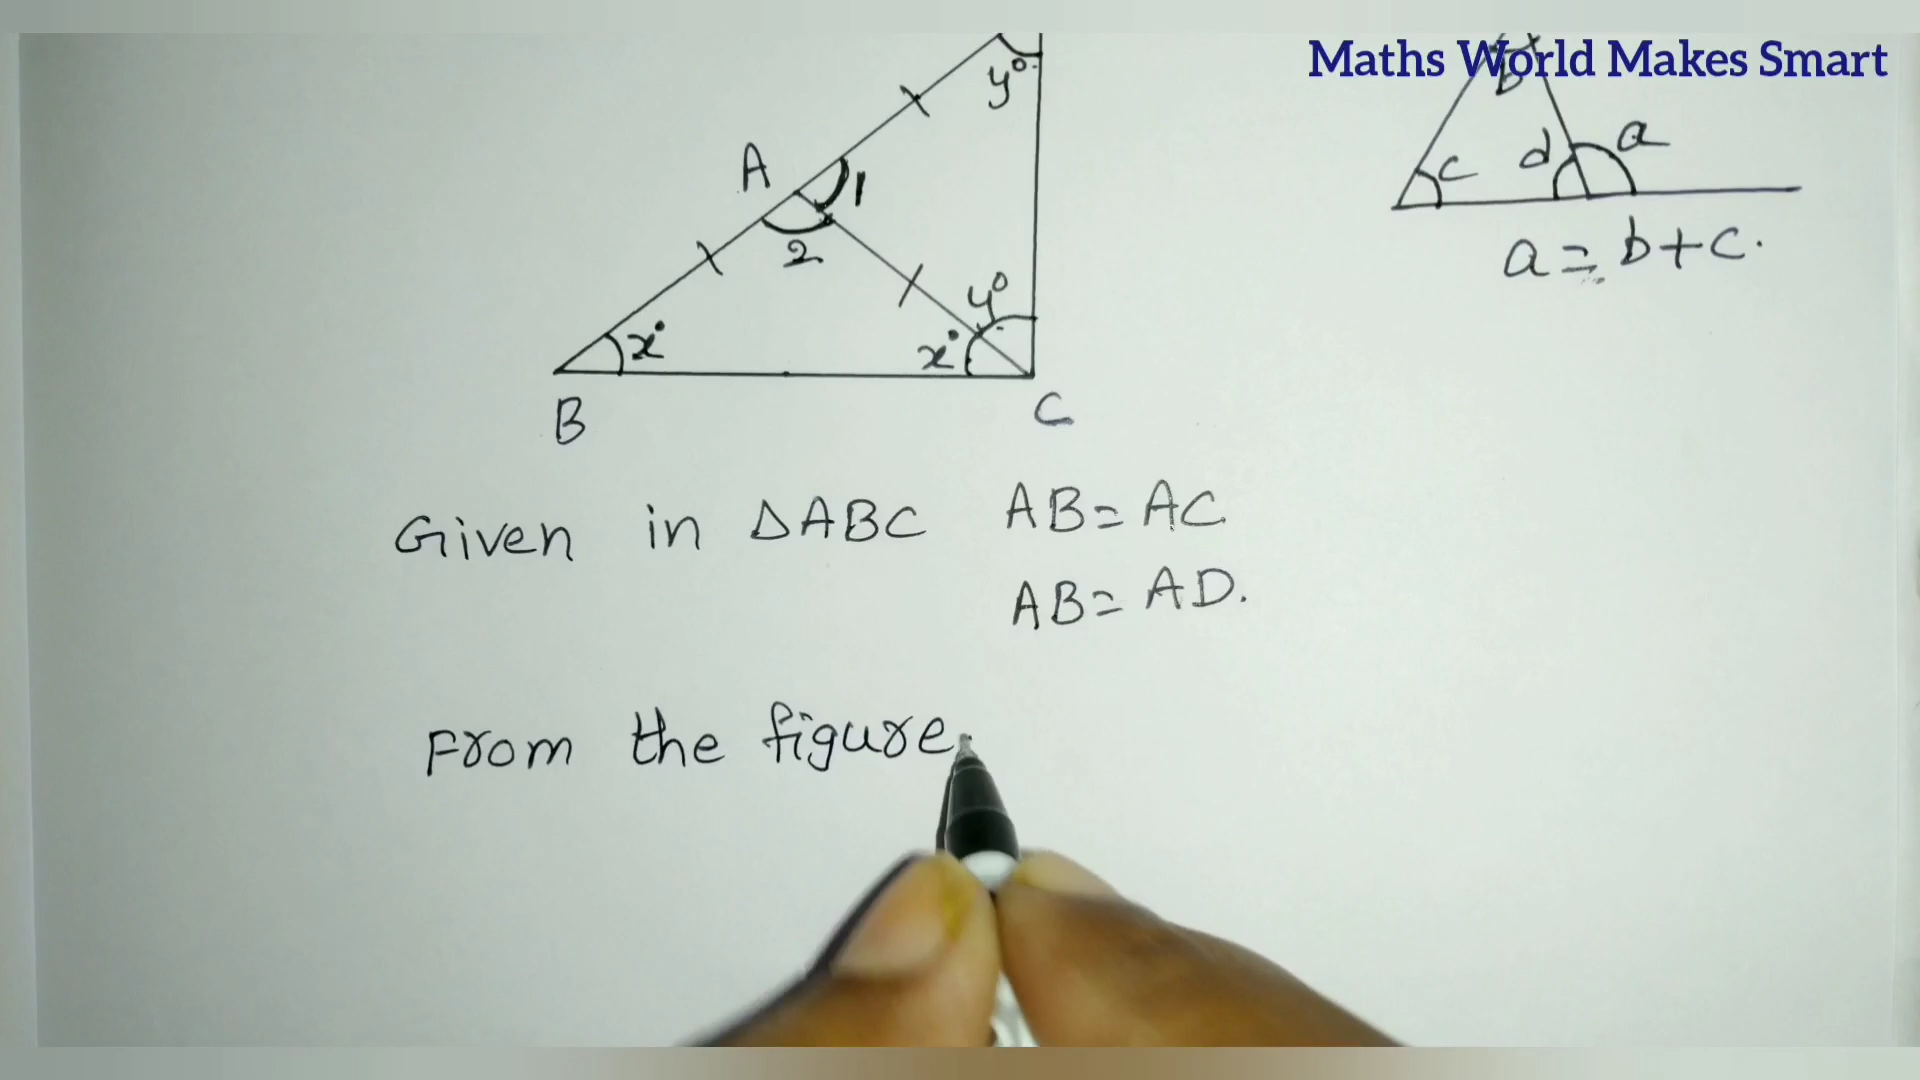 Maths World Makes Smart
y°
b
A
1
2
c
d
a
a = b + c.
y°
x°
x°
B
C
Given in ΔABC AB = AC
AB = AD.
From the figure